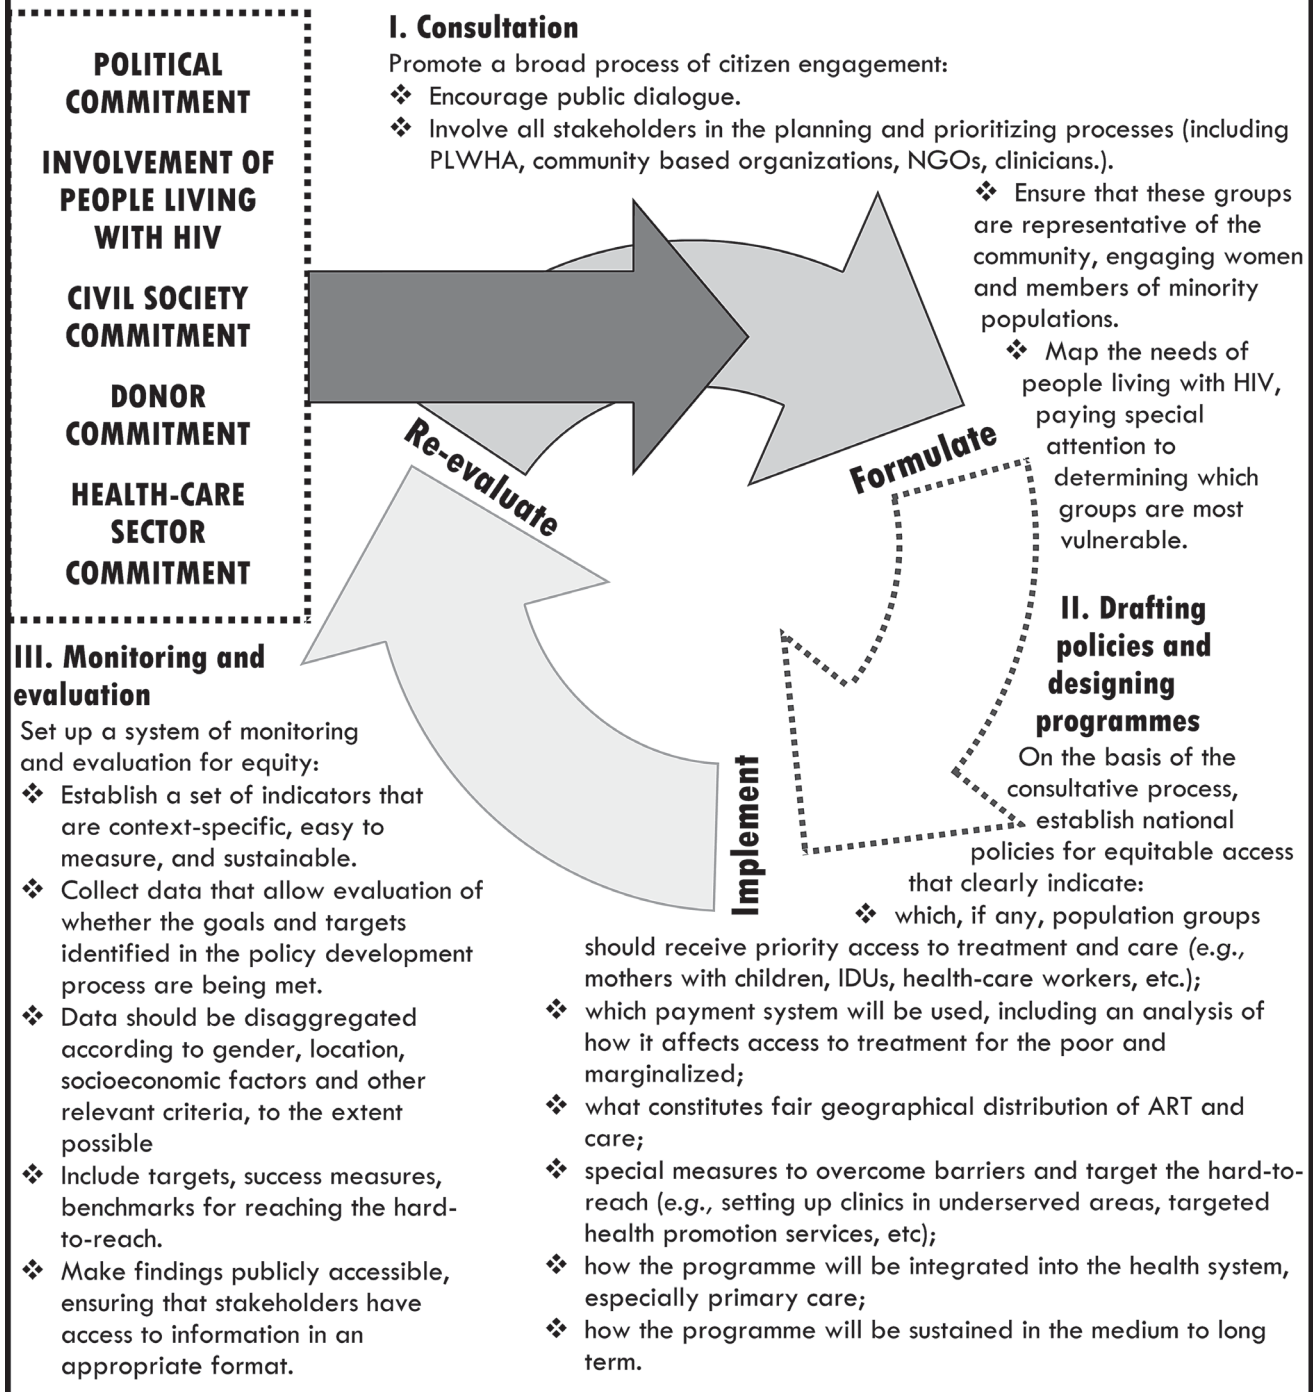 POLITICAL
COMMITMENT
INVOLVEMENT OF
PEOPLE LIVING
WITH HIV
CIVIL SOCIETY
COMMITMENT
DONOR
COMMITMENT
HEALTH-CARE
SECTOR
COMMITMENT
I. Consultation
Promote a broad process of citizen engagement:
❖ Encourage public dialogue.
❖ Involve all stakeholders in the planning and prioritizing processes (including
PLWHA, community based organizations, NGOs, clinicians.).
❖ Ensure that these groups
are representative of the
community, engaging women
and members of minority
populations.
❖ Map the needs of
people living with HIV,
paying special
attention to
determining which
groups are most
vulnerable.
Re-evaluate
Formulate
Implement
II. Drafting
policies and
designing
programmes
On the basis of the
consultative process,
establish national
policies for equitable access
that clearly indicate:
❖ which, if any, population groups
should receive priority access to treatment and care (e.g.,
mothers with children, IDUs, health-care workers, etc.);
❖ which payment system will be used, including an analysis of
how it affects access to treatment for the poor and
marginalized;
❖ what constitutes fair geographical distribution of ART and
care;
❖ special measures to overcome barriers and target the hard-to-
reach (e.g., setting up clinics in underserved areas, targeted
health promotion services, etc);
❖ how the programme will be integrated into the health system,
especially primary care;
❖ how the programme will be sustained in the medium to long
term.
III. Monitoring and
evaluation
Set up a system of monitoring
and evaluation for equity:
❖ Establish a set of indicators that
are context-specific, easy to
measure, and sustainable.
❖ Collect data that allow evaluation of
whether the goals and targets
identified in the policy development
process are being met.
❖ Data should be disaggregated
according to gender, location,
socioeconomic factors and other
relevant criteria, to the extent
possible
❖ Include targets, success measures,
benchmarks for reaching the hard-
to-reach.
❖ Make findings publicly accessible,
ensuring that stakeholders have
access to information in an
appropriate format.